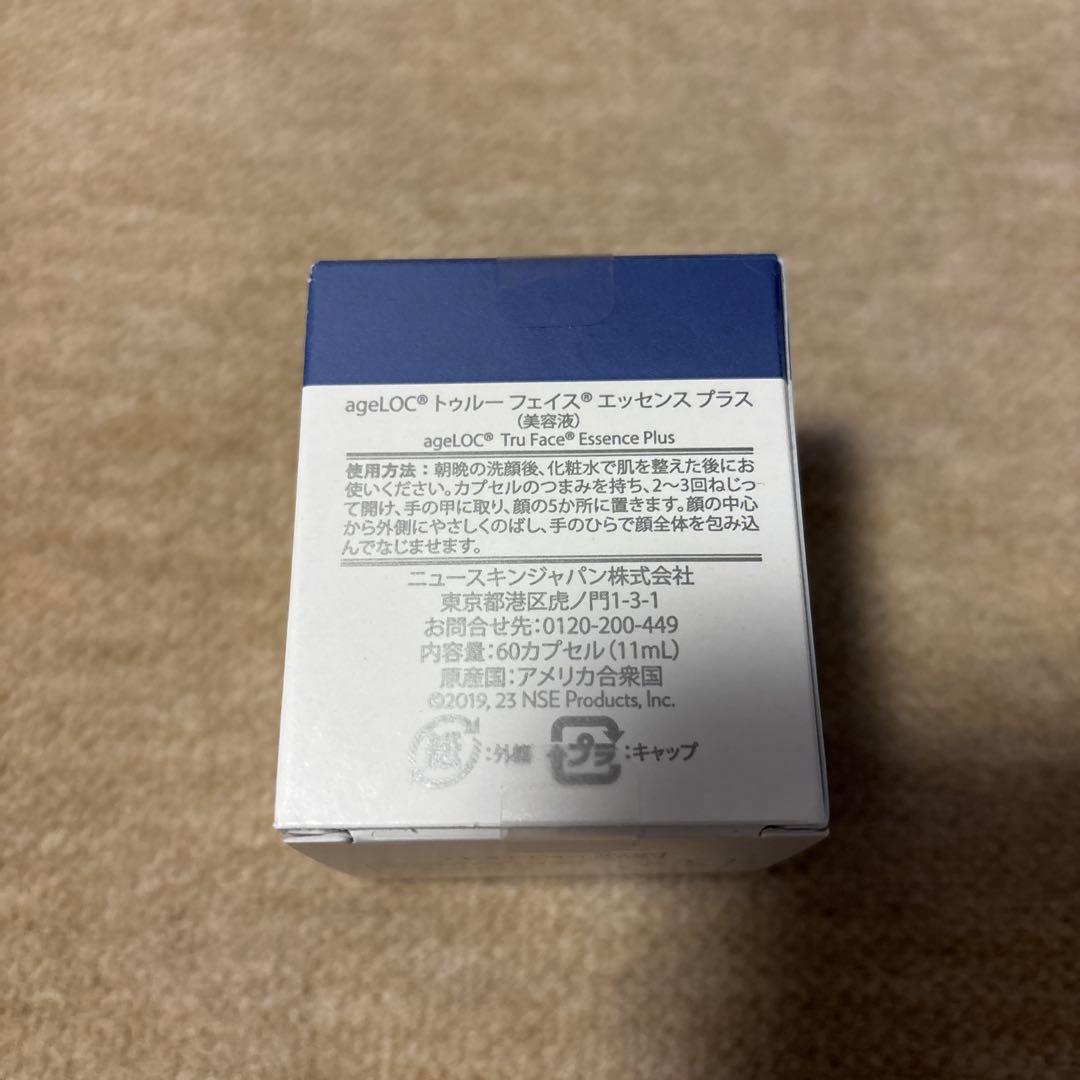 ageLOC® トゥルー フェイス® エッセンス プラス
（美容液）
ageLOC® Tru Face® Essence Plus
使用方法：朝晩の洗顔後、化粧水で肌を整えた後にお
使いください。カプセルのつまみを持ち、2～3回ねじっ
て開け、手の甲に取り、顔の5か所に置きます。顔の中心
から外側にやさしくのばし、手のひらで顔全体を包み込
んでなじませます。
ニュースキンジャパン株式会社
東京都港区虎ノ門1-3-1
お問合せ先：0120-200-449
内容量：60カプセル（11mL）
原産国：アメリカ合衆国
©2019, 23 NSE Products, Inc.
紙：外箱 プラ：キャップ